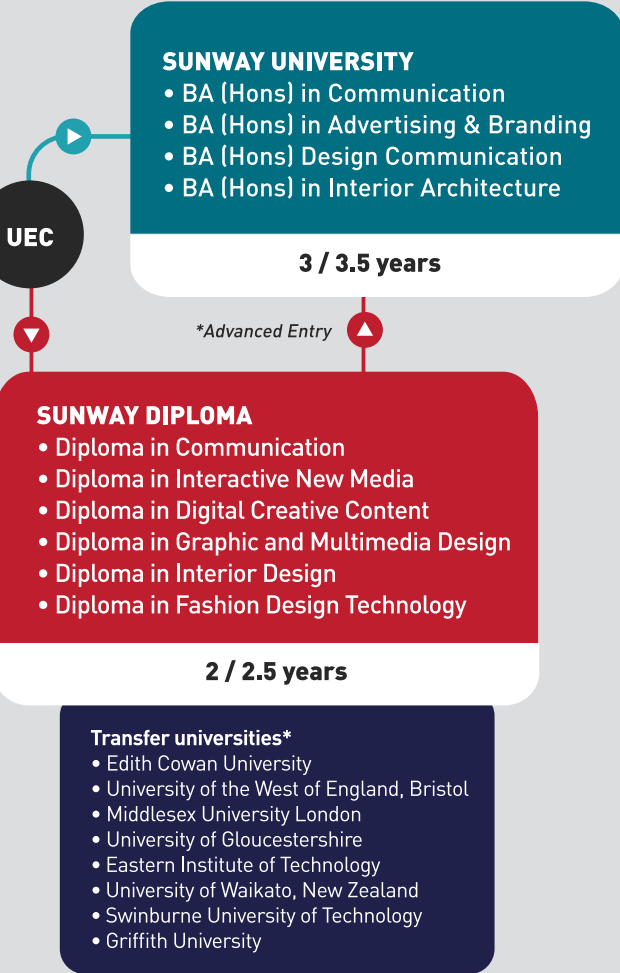 SUNWAY UNIVERSITY
• BA (Hons) in Communication
• BA (Hons) in Advertising & Branding
• BA (Hons) Design Communication
• BA (Hons) in Interior Architecture
UEC
3 / 3.5 years
*Advanced Entry
SUNWAY DIPLOMA
• Diploma in Communication
• Diploma in Interactive New Media
• Diploma in Digital Creative Content
• Diploma in Graphic and Multimedia Design
• Diploma in Interior Design
• Diploma in Fashion Design Technology
2 / 2.5 years
Transfer universities*
• Edith Cowan University
• University of the West of England, Bristol
• Middlesex University London
• University of Gloucestershire
• Eastern Institute of Technology
• University of Waikato, New Zealand
• Swinburne University of Technology
• Griffith University